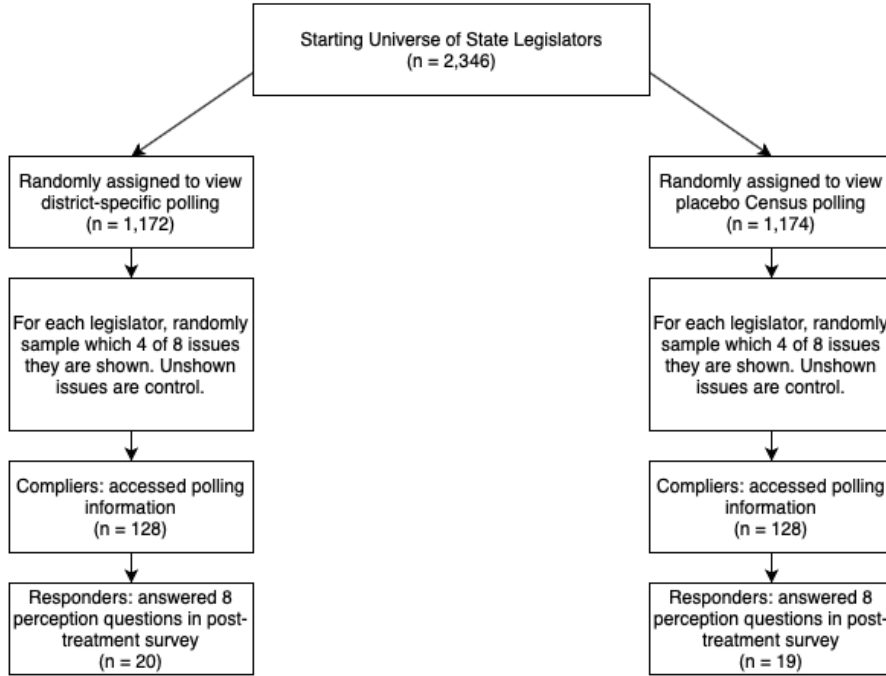 Starting Universe of State Legislators
(n = 2,346)
Randomly assigned to view
district-specific polling
(n = 1,172)
Randomly assigned to view
placebo Census polling
(n = 1,174)
For each legislator, randomly
sample which 4 of 8 issues
they are shown. Unshown
issues are control.
For each legislator, randomly
sample which 4 of 8 issues
they are shown. Unshown
issues are control.
Compliers: accessed polling
information
(n = 128)
Compliers: accessed polling
information
(n = 128)
Responders: answered 8
perception questions in post-
treatment survey
(n = 20)
Responders: answered 8
perception questions in post-
treatment survey
(n = 19)